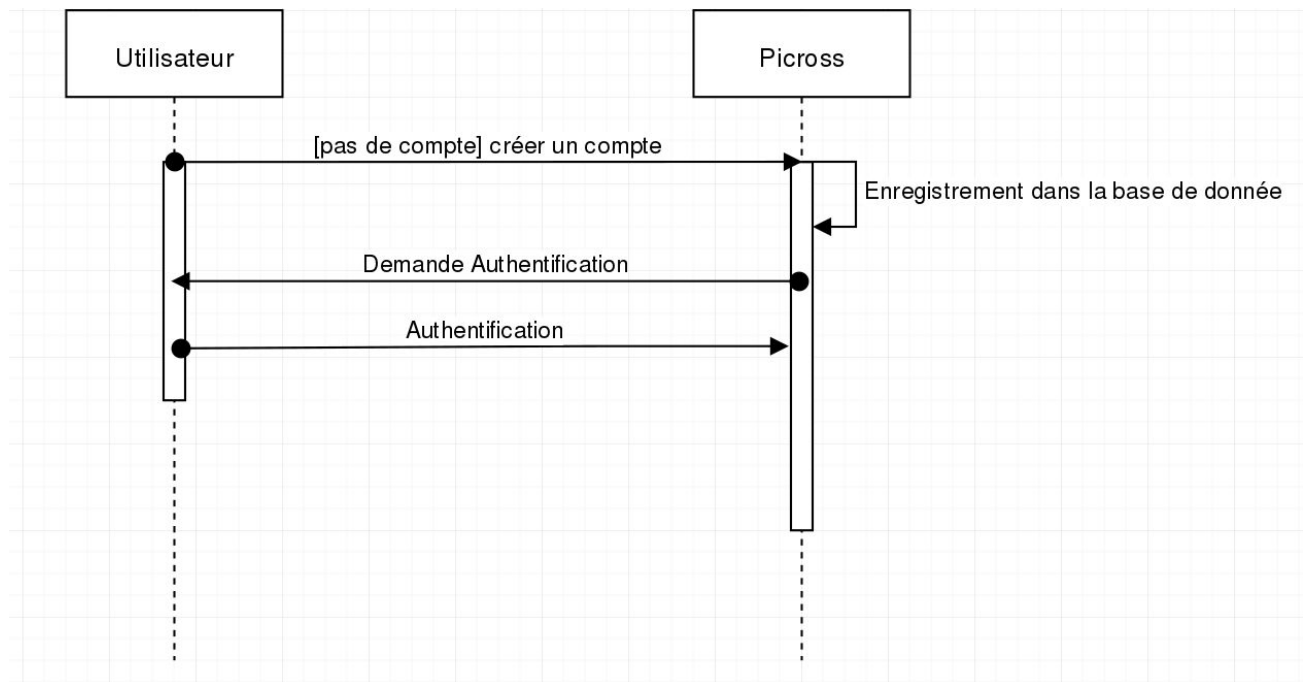 Utilisateur
Picross
[pas de compte] créer un compte
Enregistrement dans la base de donnée
Demande Authentification
Authentification